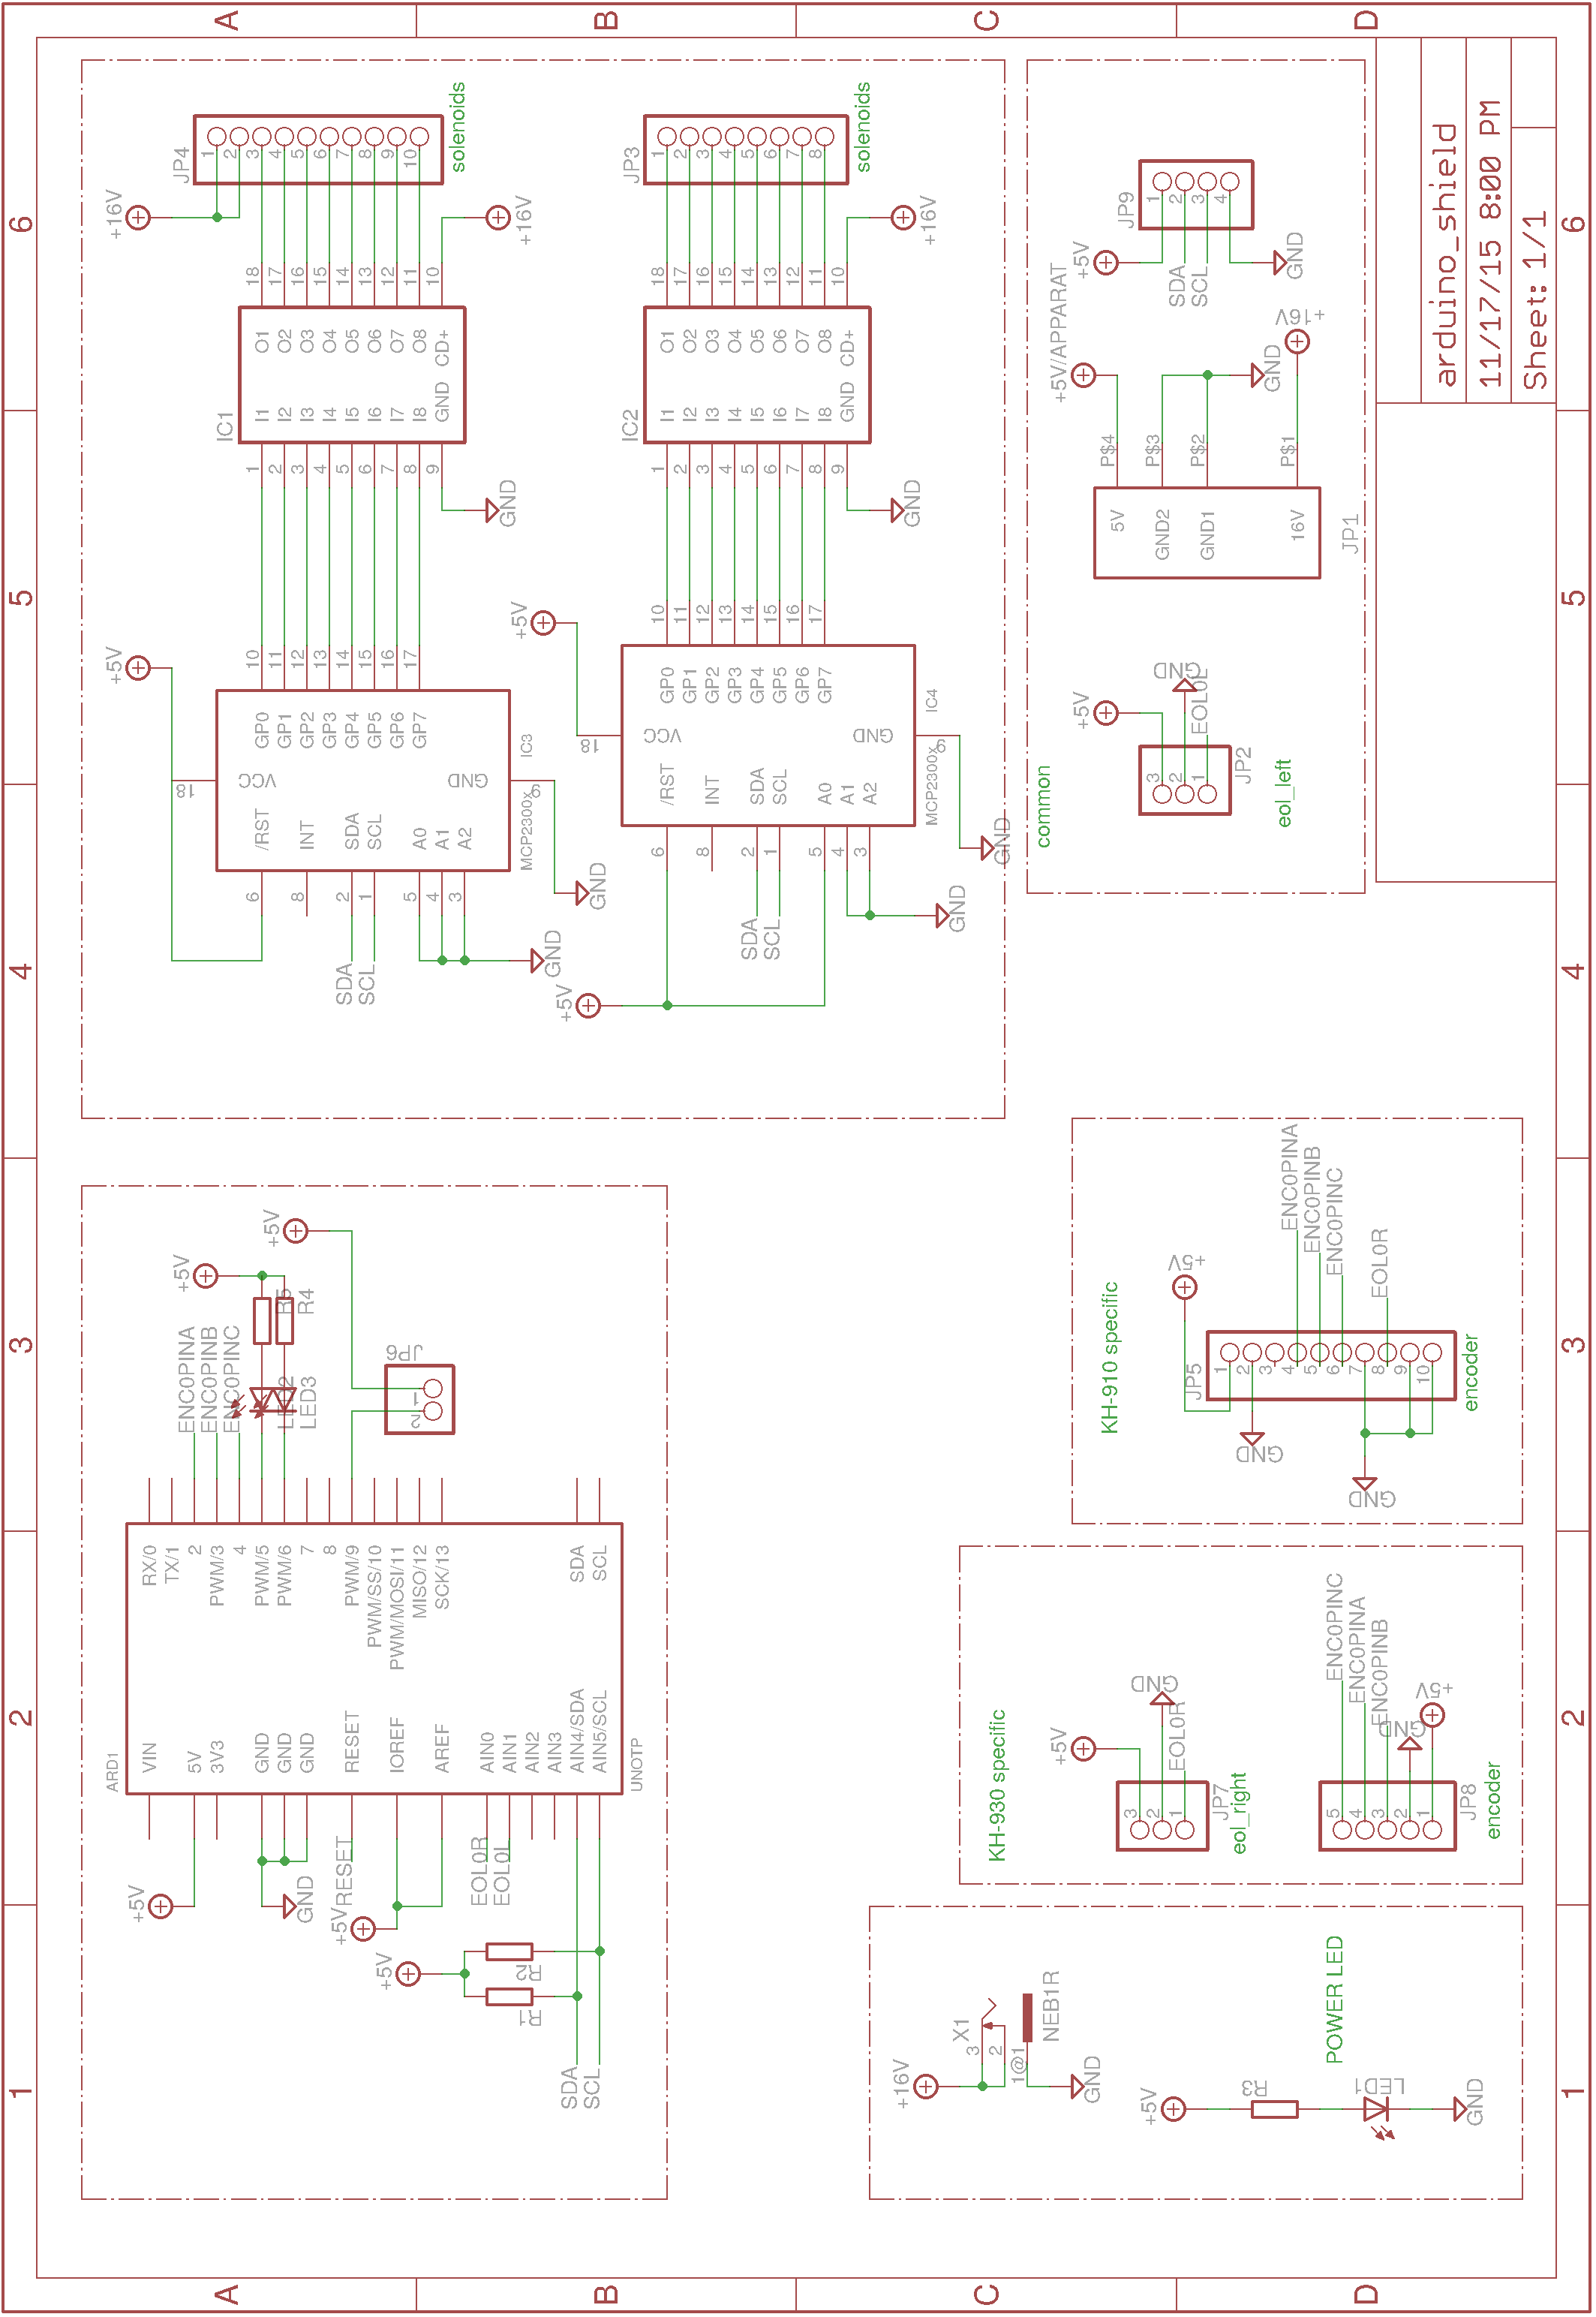 A
B
C
D
6
5
4
3
2
1
JP4
+16V
1
2
3
4
5
6
7
8
9
10
solenoids
+16V
18
17
16
15
14
13
12
11
10
IC1
O1
O2
O3
O4
O5
O6
O7
O8
CD+
I1
I2
I3
I4
I5
I6
I7
I8
GND
1
2
3
4
5
6
7
8
9
GND
+5V
10
11
12
13
14
15
16
17
GP0
GP1
GP2
GP3
GP4
GP5
GP6
GP7
IC3
18
VCC
GND
9
/RST
INT
SDA
SCL
A0
A1
A2
MCP2300x
6
8
2
1
5
4
3
SDA
SCL
GND
GND
JP3
1
2
3
4
5
6
7
8
solenoids
+16V
18
17
16
15
14
13
12
11
10
IC2
O1
O2
O3
O4
O5
O6
O7
O8
CD+
I1
I2
I3
I4
I5
I6
I7
I8
GND
1
2
3
4
5
6
7
8
9
GND
+5V
10
11
12
13
14
15
16
17
GP0
GP1
GP2
GP3
GP4
GP5
GP6
GP7
IC4
18
VCC
GND
9
/RST
INT
SDA
SCL
A0
A1
A2
MCP2300x
6
8
2
1
5
4
3
SDA
SCL
GND
GND
+5V
JP9
1
2
3
4
+5V
SDA
SCL
GND
+5V/APPARAT
GND
+16V
P$4
P$3
P$2
P$1
5V
GND2
GND1
16V
JP1
+5V
GND
EOL0L
3
2
1
JP2
eol_left
common
arduino_shield
11/17/15 8:00 PM
Sheet: 1/1
+5V
+5V
R5
R4
ENC0PINA
ENC0PINB
ENC0PINC
LED2
LED3
JP6
1
2
RX/0
TX/1
2
PWM/3
4
PWM/5
PWM/6
7
8
PWM/9
PWM/SS/10
PWM/MOSI/11
MISO/12
SCK/13
SDA
SCL
ARD1
VIN
5V
3V3
GND
GND
GND
RESET
IOREF
AREF
AIN0
AIN1
AIN2
AIN3
AIN4/SDA
AIN5/SCL
UNOTP
+5V
GND
RESET
+5V
EOL0R
EOL0L
+5V
R2
R1
SDA
SCL
KH-910 specific
+5V
ENC0PINA
ENC0PINB
ENC0PINC
EOL0R
JP5
1
2
3
4
5
6
7
8
9
10
encoder
GND
GND
KH-930 specific
+5V
GND
EOL0R
3
2
1
JP7
eol_right
ENC0PINC
ENC0PINA
ENC0PINB
GND
+5V
5
4
3
2
1
JP8
encoder
+16V
X1
3
2
1@1
NEB1R
GND
POWER LED
+5V
R3
LED1
GND
6
5
4
3
2
1
A
B
C
D